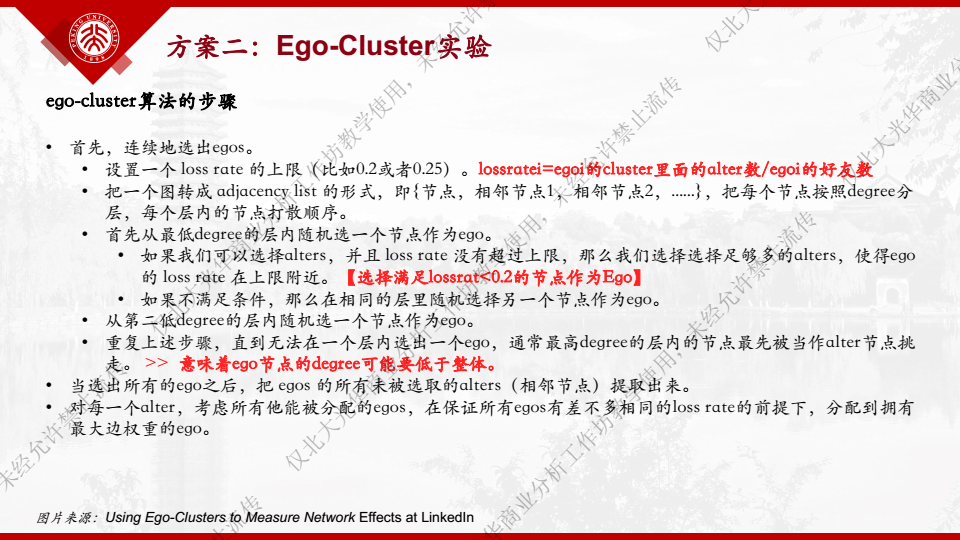 方案二：Ego-Cluster实验
ego-cluster算法的步骤
• 首先，连续地选出egos。
• 设置一个 loss rate 的上限（比如0.2或者0.25）。lossratei=egoi的cluster里面的alter数/egoi的好友数
• 把一个图转成 adjacency list 的形式，即{节点，相邻节点1，相邻节点2，……}，把每个节点按照degree分
层，每个层内的节点打散顺序。
• 首先从最低degree的层内随机选一个节点作为ego。
• 如果我们可以选择alters，并且 loss rate 没有超过上限，那么我们选择选择足够多的alters，使得ego
的 loss rate 在上限附近。【选择满足lossrat<0.2的节点作为Ego】
• 如果不满足条件，那么在相同的层里随机选择另一个节点作为ego。
• 从第二低degree的层内随机选一个节点作为ego。
• 重复上述步骤，直到无法在一个层内选出一个ego，通常最高degree的层内的节点最先被当作alter节点挑
走。 >> 意味着ego节点的degree可能要低于整体。
• 当选出所有的ego之后，把 egos 的所有未被选取的alters（相邻节点）提取出来。
• 对每一个alter，考虑所有他能被分配的egos，在保证所有egos有差不多相同的loss rate的前提下，分配到拥有
最大边权重的ego。
图片来源：Using Ego-Clusters to Measure Network Effects at LinkedIn
仅北大光华商业分析工作坊教学使用，未经允许禁止流传